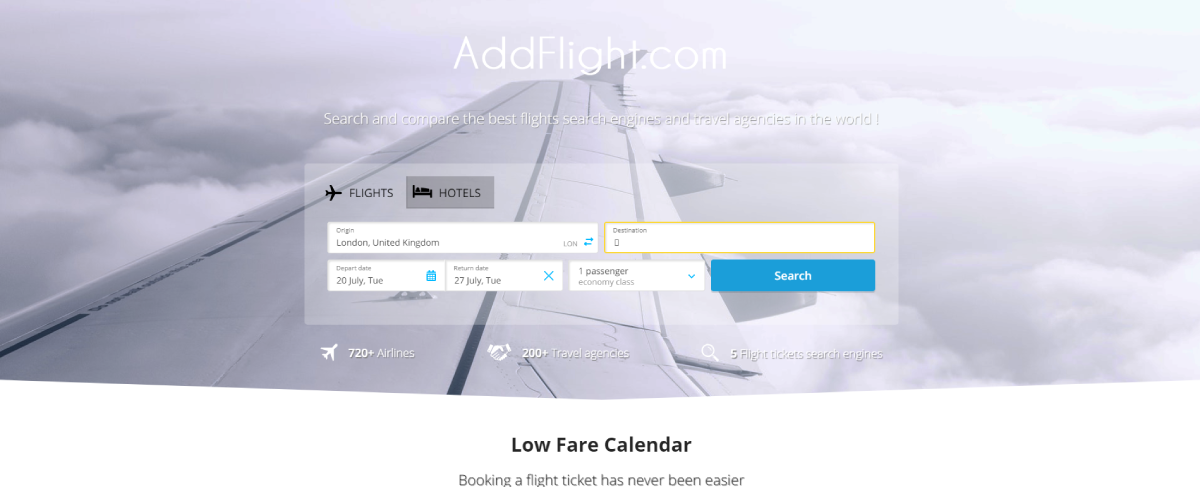 AddFlight.com
Search and compare the best flights search engines and travel agencies in the world !
FLIGHTS HOTELS
Origin
London, United Kingdom LON
Destination
Depart date
20 July, Tue
Return date
27 July, Tue
1 passenger
economy class
Search
720+ Airlines 200+ Travel agencies 5 Flight tickets search engines
Low Fare Calendar
Booking a flight ticket has never been easier